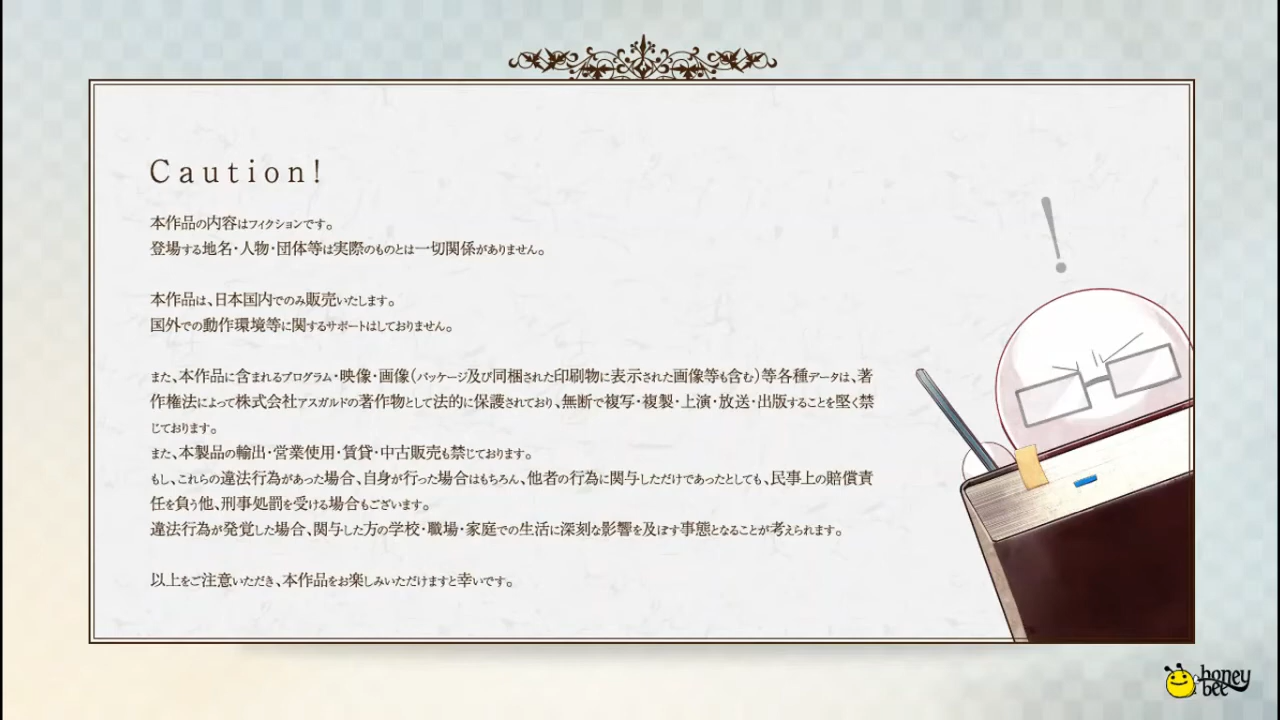 Caution!
本作品の内容はフィクションです。
登場する地名・人物・団体等は実際のものとは一切関係がありません。
本作品は、日本国内でのみ販売いたします。
国外での動作環境等に関するサポートはしておりません。
また、本作品に含まれるプログラム・映像・画像(パッケージ及び同梱された印刷物に表示された画像等も含む)等各種データは、著
作権法によって株式会社アスガルドの著作物として法的に保護されており、無断で複写・複製・上演・放送・出版することを堅く禁
じております。
また、本製品の輸出・営業使用・賃貸・中古販売も禁じております。
もし、これらの違法行為があった場合、自身が行った場合はもちろん、他者の行為に関与しただけであったとしても、民事上の賠償責
任を負う他、刑事処罰を受ける場合もございます。
違法行為が発覚した場合、関与した方の学校・職場・家庭での生活に深刻な影響を及ぼす事態となることが考えられます。
以上をご注意いただき、本作品をお楽しみいただけますと幸いです。
!
honey
bee